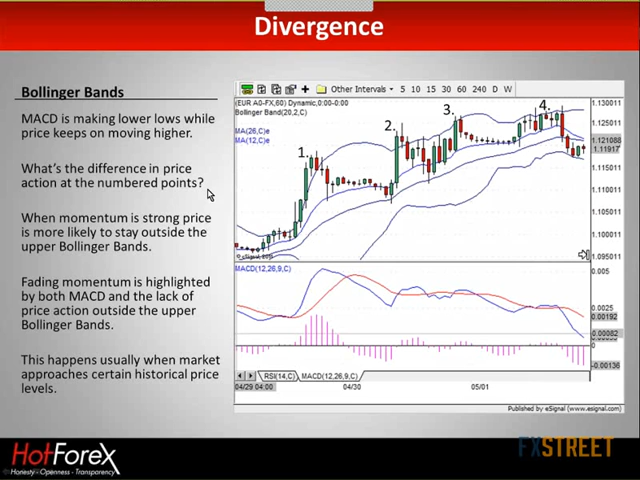 Divergence
Bollinger Bands
MACD is making lower lows while
price keeps on moving higher.
What's the difference in price
action at the numbered points?
When momentum is strong price
is more likely to stay outside the
upper Bollinger Bands.
Fading momentum is highlighted
by both MACD and the lack of
price action outside the upper
Bollinger Bands.
This happens usually when market
approaches certain historical price
levels.
Other Intervals 5 10 15 30 60 240 D W
(EUR A0-FX,60) Dynamic,0:00-0:00
Bollinger Band(20,2,C)
MA(26,C)e
MA(12,C)e
1. 2. 3. 4.
1.130011
1.125011
1.121088
1.11917
1.115011
1.110011
1.105011
1.100011
1.095011
MACD(12,26,9,C)
0.005
0.0025
0.00192
0.00082
0
-0.00136
RSI(14,C) MACD(12,26,9,C)
04/29 04:00 04/30 05/01
Published by eSignal (www.esignal.com)
HotForex
Honesty - Openness - Transparency
FXSTREET